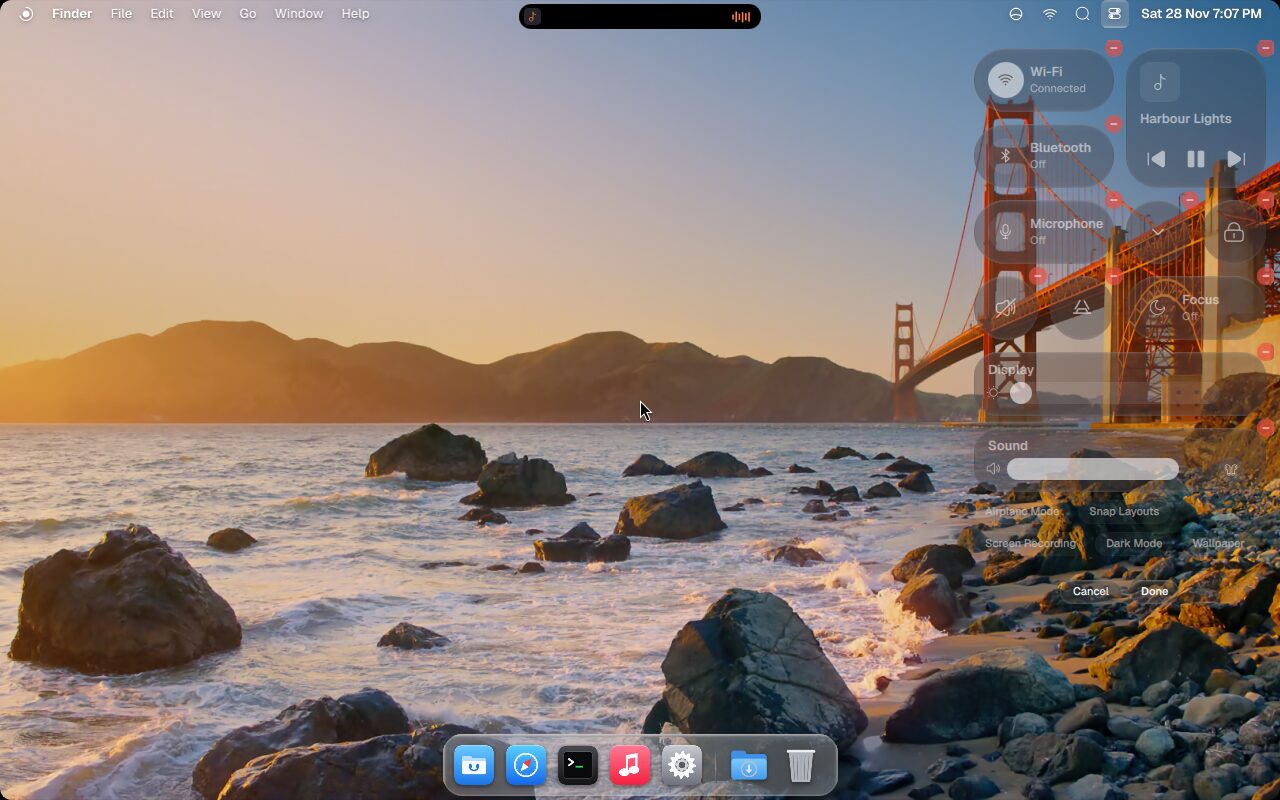 Finder File Edit View Go Window Help
Sat 28 Nov 7:07 PM
Wi-Fi
Connected
Harbour Lights
Bluetooth
Off
Microphone
Off
Focus
Off
Display
Sound
Airplane Mode Snap Layouts
Screen Recording Dark Mode Wallpaper
Cancel Done